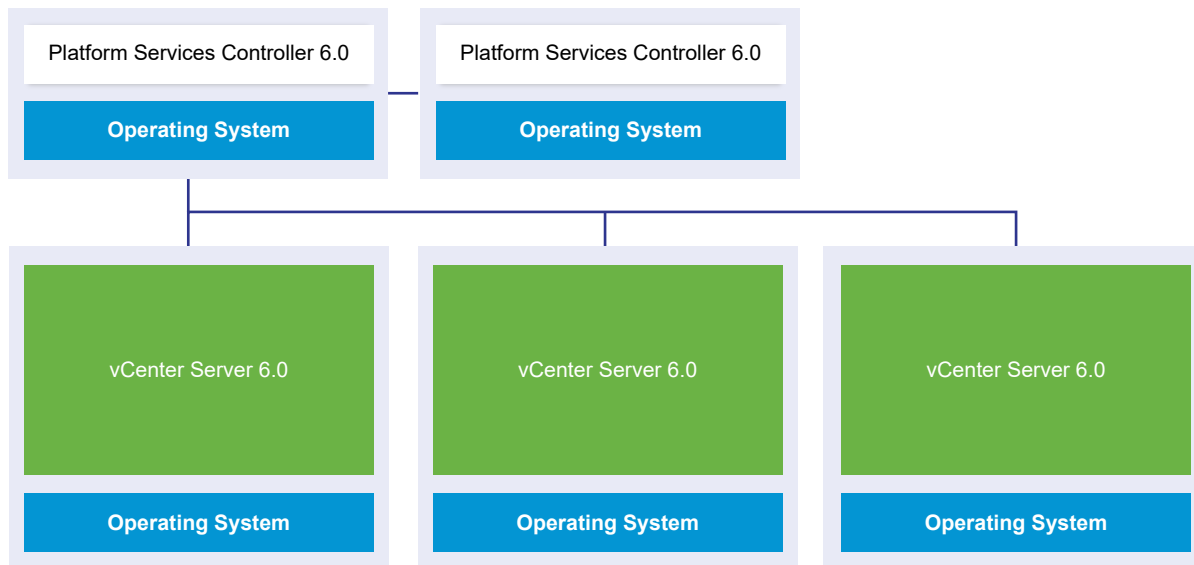 Platform Services Controller 6.0
Platform Services Controller 6.0
Operating System
Operating System
vCenter Server 6.0
vCenter Server 6.0
vCenter Server 6.0
Operating System
Operating System
Operating System